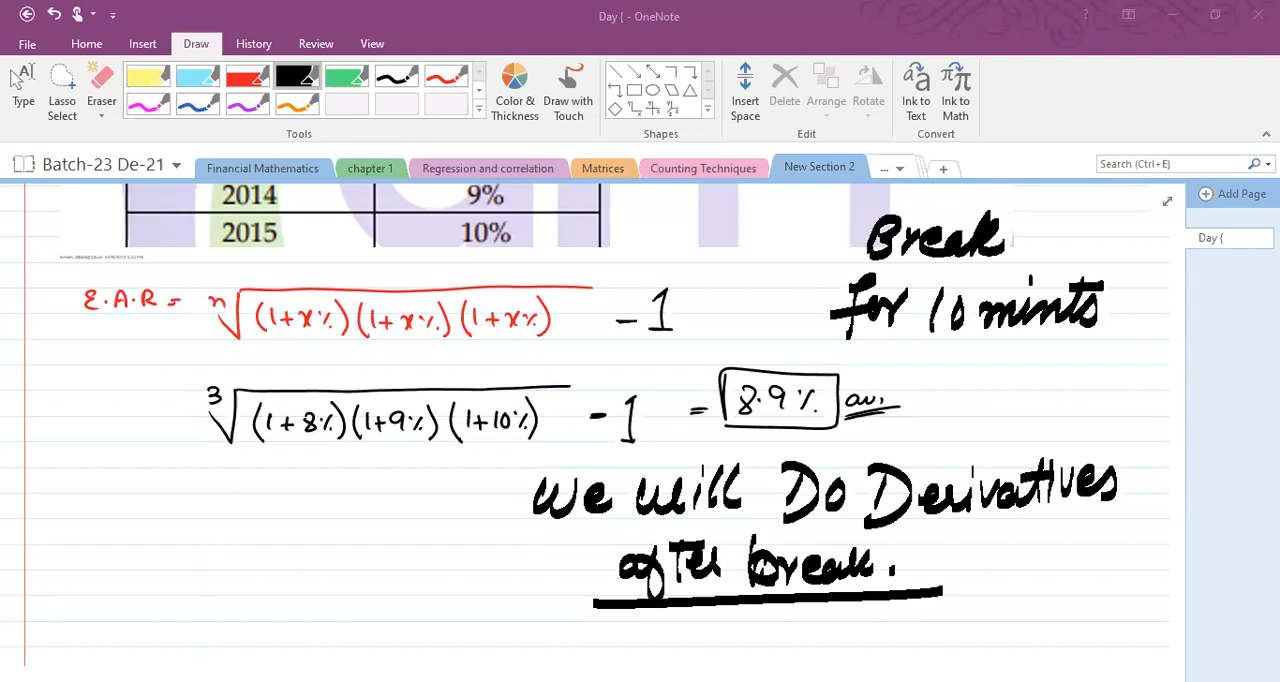 Day { - OneNote
File Home Insert Draw History Review View
Type Lasso Select Eraser Color & Thickness Draw with Touch Insert Space Delete Arrange Rotate Ink to Text Ink to Math
Tools Shapes Edit Convert
Batch-23 De-21 Financial Mathematics chapter 1 Regression and correlation Matrices Counting Techniques New Section 2 ... Search (Ctrl+E)
Add Page
Day {
2014 9%
2015 10%
Break
for 10 mints
E.A.R = n√(1+x%)(1+x%)(1+x%) - 1
3√(1+8%)(1+9%)(1+10%) - 1 = 8.9% av.
We will Do Derivatives
after break.